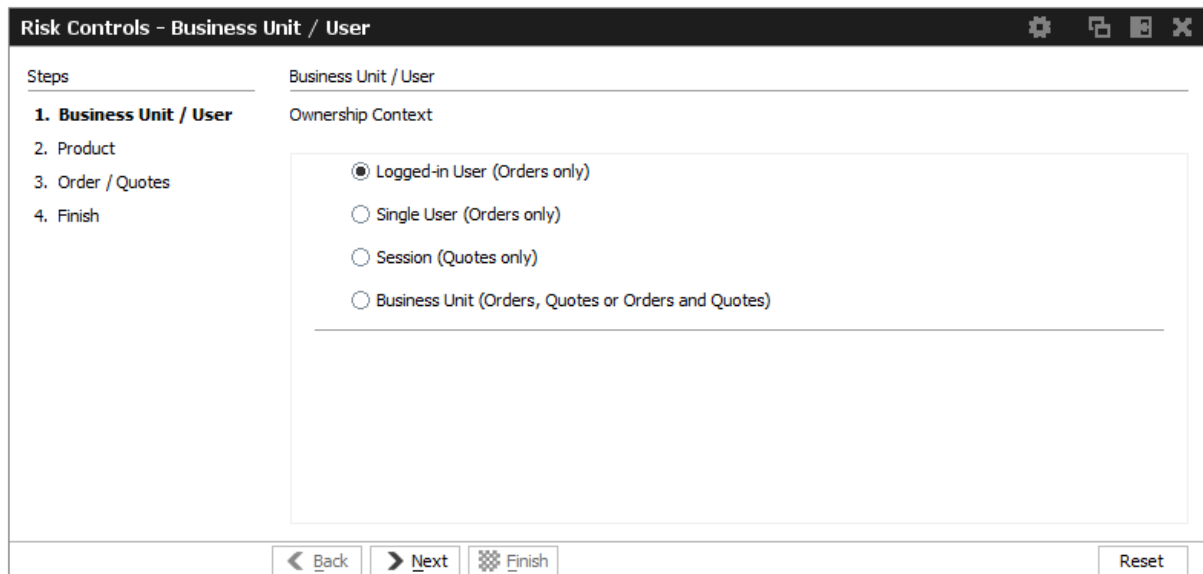 Risk Controls - Business Unit / User
Steps
1. Business Unit / User
2. Product
3. Order / Quotes
4. Finish
Business Unit / User
Ownership Context
Logged-in User (Orders only)
Single User (Orders only)
Session (Quotes only)
Business Unit (Orders, Quotes or Orders and Quotes)
Back Next Finish Reset